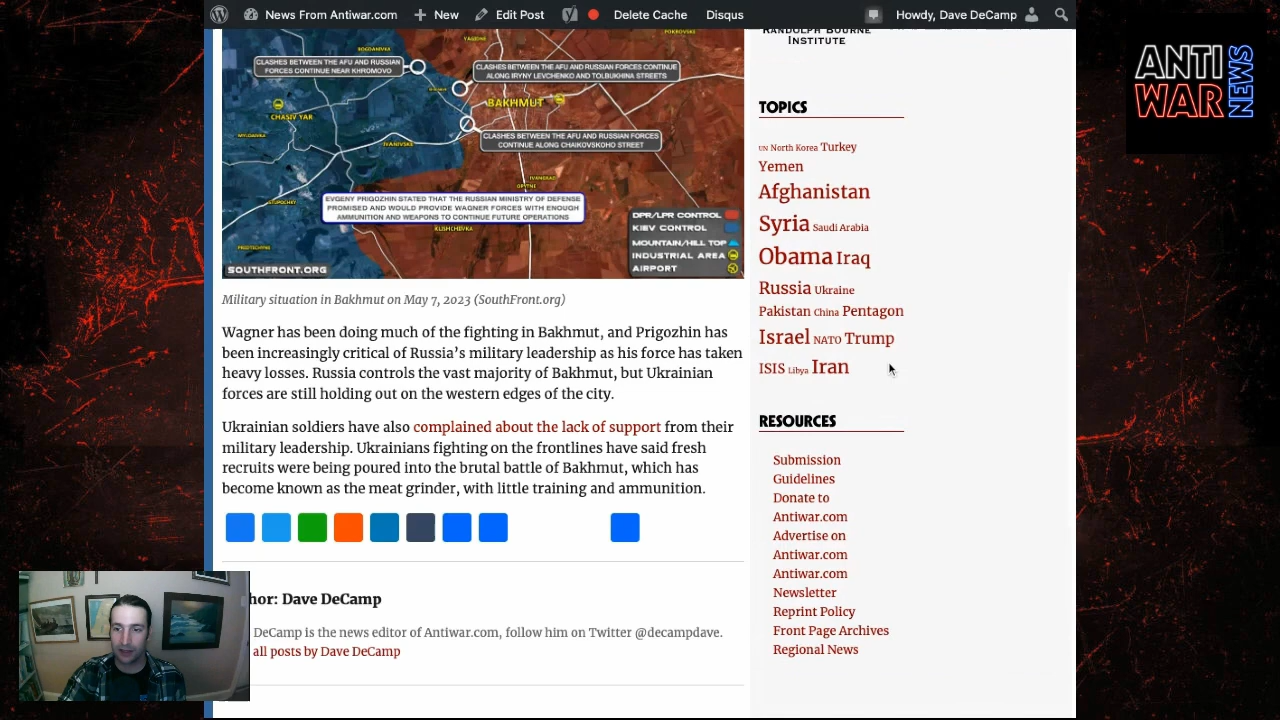 News From Antiwar.com
New
Edit Post
Delete Cache
Disqus
Howdy, Dave DeCamp
ANTI
WAR
NEWS
RANDOLPH BOURNE
INSTITUTE
BOGDANIVKA
CLASHES BETWEEN THE AFU AND RUSSIAN
FORCES CONTINUE NEAR KHROMOVO
CLASHES BETWEEN THE AFU AND RUSSIAN FORCES CONTINUE
ALONG IRYNY LEVCHENKO AND TOLBUKHINA STREETS
BAKHMUT
CHASIV YAR
CLASHES BETWEEN THE AFU AND RUSSIAN FORCES
CONTINUE ALONG CHAIKOVSKOHO STREET
IVANIVSKE
IVANGRAD
OPYTNE
STUPOCHKY
EVGENY PRIGOZHIN STATED THAT THE RUSSIAN MINISTRY OF DEFENSE
PROMISED AND WOULD PROVIDE WAGNER FORCES WITH ENOUGH
AMMUNITION AND WEAPONS TO CONTINUE FUTURE OPERATIONS
KLISHCHIIVKA
DPR/LPR CONTROL
KIEV CONTROL
MOUNTAIN/HILL TOP
INDUSTRIAL AREA
AIRPORT
SOUTHFRONT.ORG
Military situation in Bakhmut on May 7, 2023 (SouthFront.org)
Wagner has been doing much of the fighting in Bakhmut, and Prigozhin has
been increasingly critical of Russia’s military leadership as his force has taken
heavy losses. Russia controls the vast majority of Bakhmut, but Ukrainian
forces are still holding out on the western edges of the city.
Ukrainian soldiers have also complained about the lack of support from their
military leadership. Ukrainians fighting on the frontlines have said fresh
recruits were being poured into the brutal battle of Bakhmut, which has
become known as the meat grinder, with little training and ammunition.
hor: Dave DeCamp
DeCamp is the news editor of Antiwar.com, follow him on Twitter @decampdave.
all posts by Dave DeCamp
TOPICS
UN North Korea Turkey
Yemen
Afghanistan
Syria Saudi Arabia
Obama Iraq
Russia Ukraine
Pakistan China Pentagon
Israel NATO Trump
ISIS Libya Iran
RESOURCES
Submission
Guidelines
Donate to
Antiwar.com
Advertise on
Antiwar.com
Antiwar.com
Newsletter
Reprint Policy
Front Page Archives
Regional News